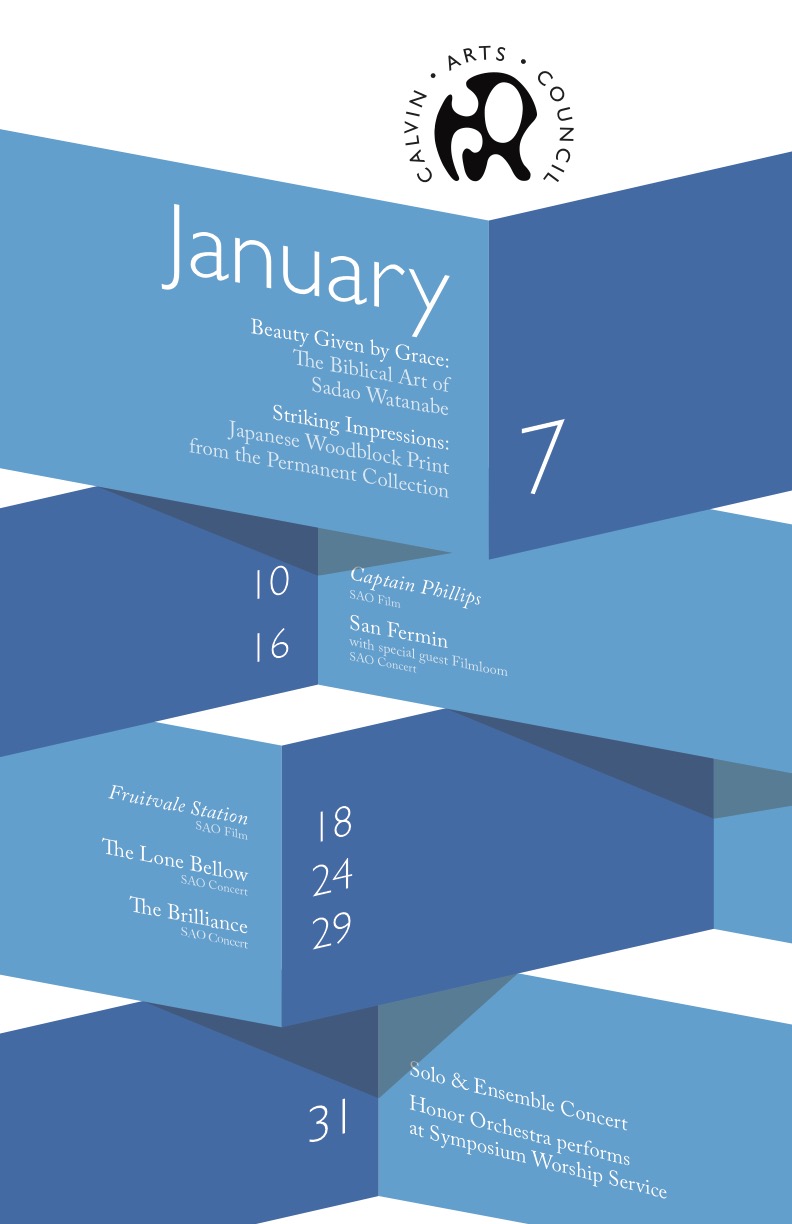 CALVIN • ARTS • COUNCIL
January
Beauty Given by Grace:
The Biblical Art of
Sadao Watanabe
Striking Impressions:
Japanese Woodblock Print
from the Permanent Collection
7
10
Captain Phillips
SAO Film
16
San Fermin
with special guest Filmloom
SAO Concert
Fruitvale Station
SAO Film
18
The Lone Bellow
SAO Concert
24
The Brilliance
SAO Concert
29
31
Solo & Ensemble Concert
Honor Orchestra performs
at Symposium Worship Service